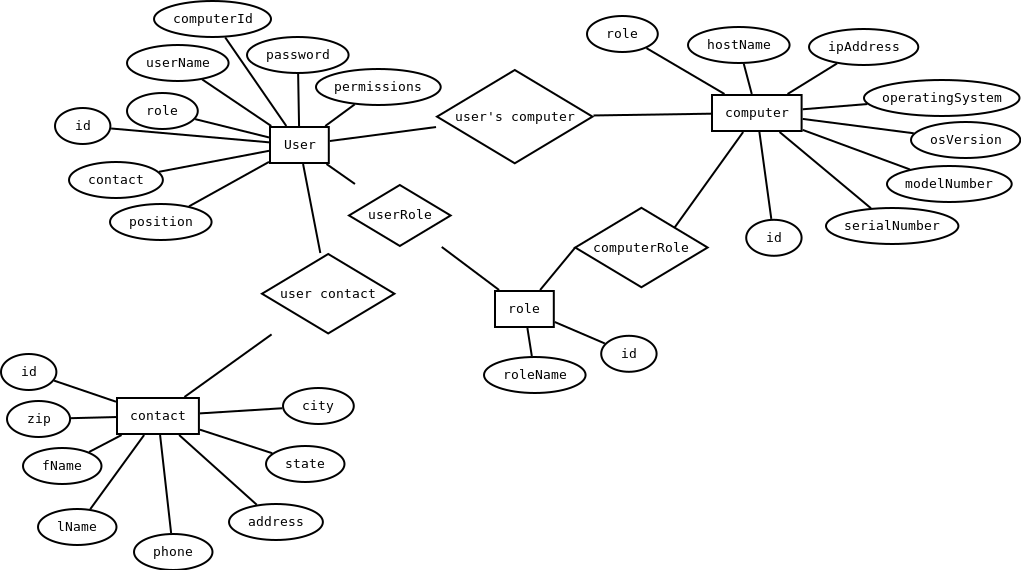 computerId
role
hostName
ipAddress
password
userName
permissions
operatingSystem
role
id
user's computer
computer
osVersion
User
contact
modelNumber
position
userRole
serialNumber
id
computerRole
user contact
role
id
id
roleName
contact
city
zip
fName
state
lName
address
phone